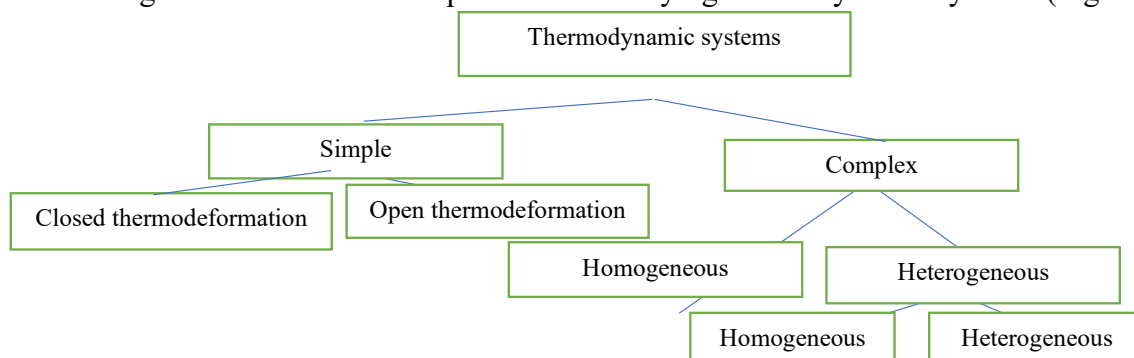 Thermodynamic systems
Simple
Complex
Closed thermodeformation
Open thermodeformation
Homogeneous
Heterogeneous
Homogeneous
Heterogeneous